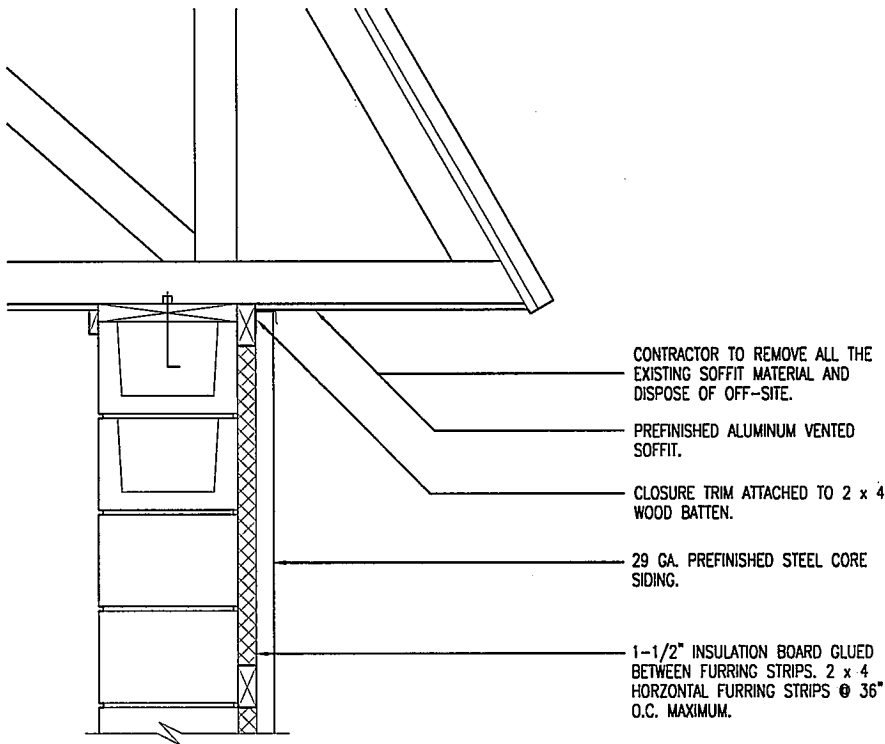 CONTRACTOR TO REMOVE ALL THE
EXISTING SOFFIT MATERIAL AND
DISPOSE OF OFF-SITE.
PREFINISHED ALUMINUM VENTED
SOFFIT.
CLOSURE TRIM ATTACHED TO 2 x 4
WOOD BATTEN.
29 GA. PREFINISHED STEEL CORE
SIDING.
1-1/2" INSULATION BOARD GLUED
BETWEEN FURRING STRIPS. 2 x 4
HORZONTAL FURRING STRIPS @ 36"
O.C. MAXIMUM.